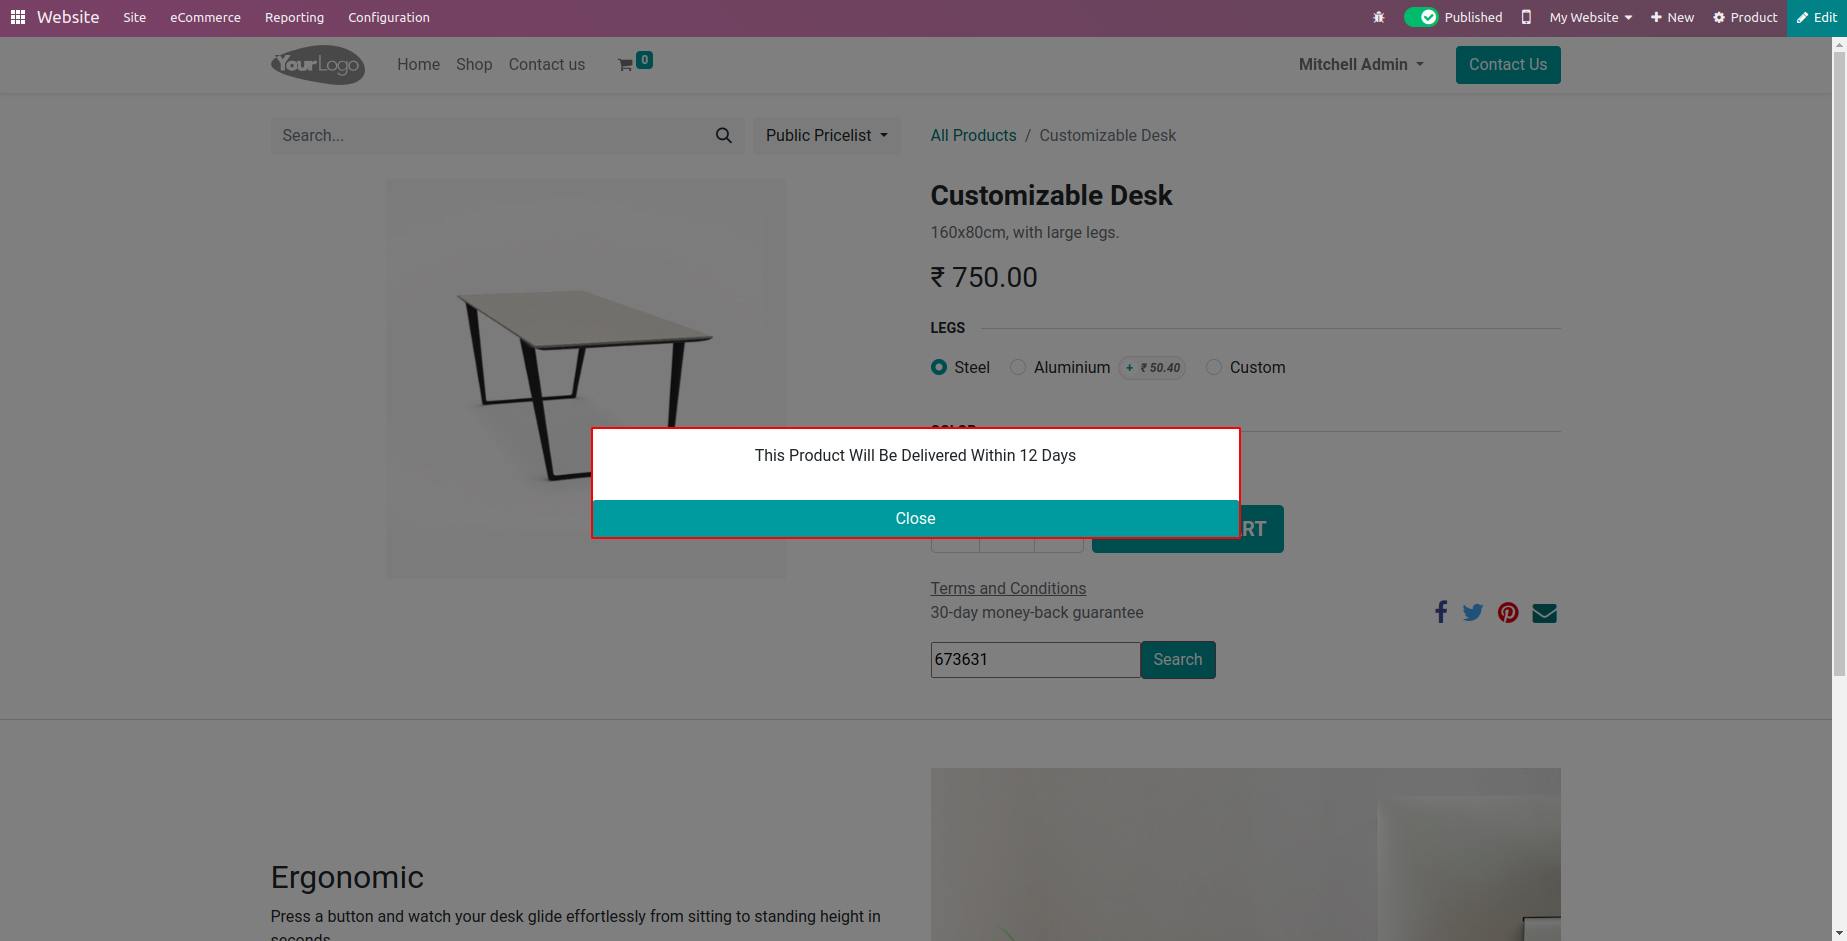 Website Site eCommerce Reporting Configuration Published My Website New Product Edit
YourLogo Home Shop Contact us 0 Mitchell Admin Contact Us
Search... Public Pricelist All Products / Customizable Desk
Customizable Desk
160x80cm, with large legs.
₹ 750.00
LEGS
Steel Aluminium + ₹ 50.40 Custom
This Product Will Be Delivered Within 12 Days
Close
RT
Terms and Conditions
30-day money-back guarantee
673631 Search
Ergonomic
Press a button and watch your desk glide effortlessly from sitting to standing height in
seconds.